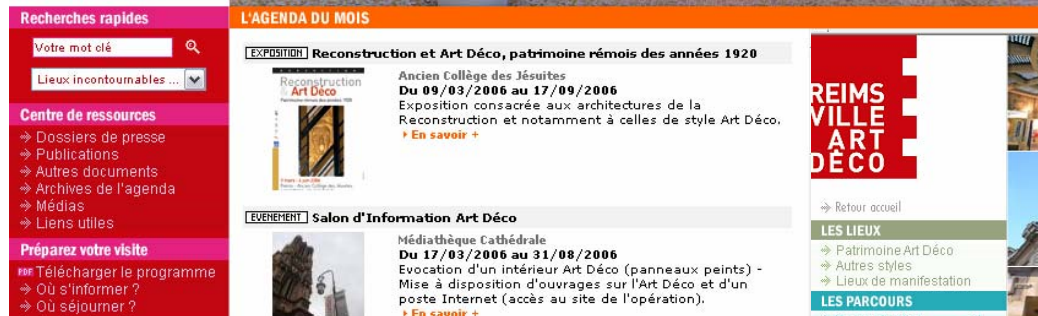 Recherches rapides
Votre mot clé
Lieux incontournables ...
Centre de ressources
Dossiers de presse
Publications
Autres documents
Archives de l'agenda
Médias
Liens utiles
Préparez votre visite
PDF Télécharger le programme
Où s'informer ?
Où séjourner ?
L'AGENDA DU MOIS
EXPOSITION Reconstruction et Art Déco, patrimoine rémois des années 1920
Reconstruction
& Art Déco
Patrimoine rémois des années 1920
Ancien Collège des Jésuites
Du 09/03/2006 au 17/09/2006
Exposition consacrée aux architectures de la
Reconstruction et notamment à celles de style Art Déco.
En savoir +
EVENEMENT Salon d'Information Art Déco
Médiathèque Cathédrale
Du 17/03/2006 au 31/08/2006
Evocation d'un intérieur Art Déco (panneaux peints) -
Mise à disposition d'ouvrages sur l'Art Déco et d'un
poste Internet (accès au site de l'opération).
En savoir +
REIMS
VILLE
ART
DÉCO
Retour accueil
LES LIEUX
Patrimoine Art Déco
Autres styles
Lieux de manifestation
LES PARCOURS